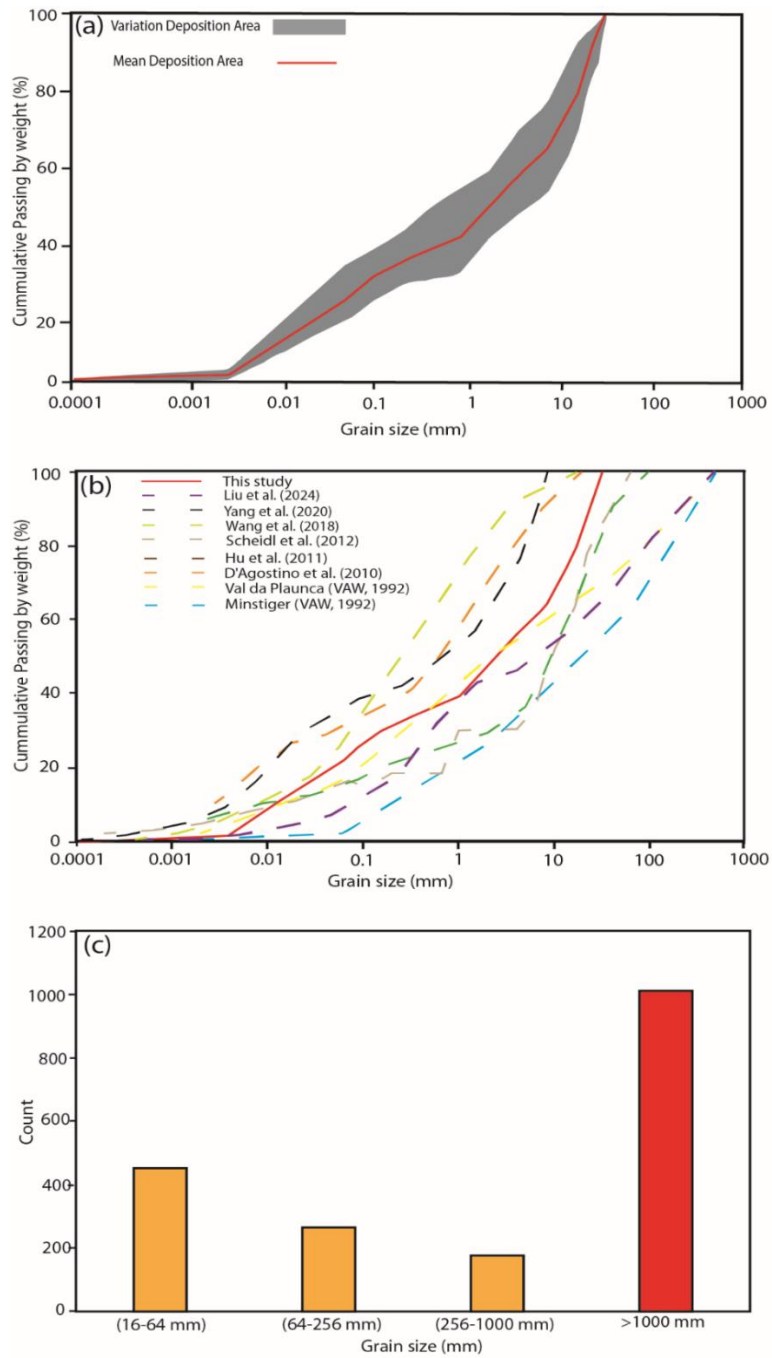 (a)
Variation Deposition Area
Mean Deposition Area
Cummulative Passing by weight (%)
100
80
60
40
20
0
0.0001
0.001
0.01
0.1
1
10
100
1000
Grain size (mm)
(b)
This study
Liu et al. (2024)
Yang et al. (2020)
Wang et al. (2018)
Scheidl et al. (2012)
Hu et al. (2011)
D'Agostino et al. (2010)
Val da Plaunca (VAW, 1992)
Minstiger (VAW, 1992)
Cummulative Passing by weight (%)
100
80
60
40
20
0
0.0001
0.001
0.01
0.1
1
10
100
1000
Grain size (mm)
(c)
Count
1200
1000
800
600
400
200
0
(16-64 mm)
(64-256 mm)
(256-1000 mm)
>1000 mm
Grain size (mm)